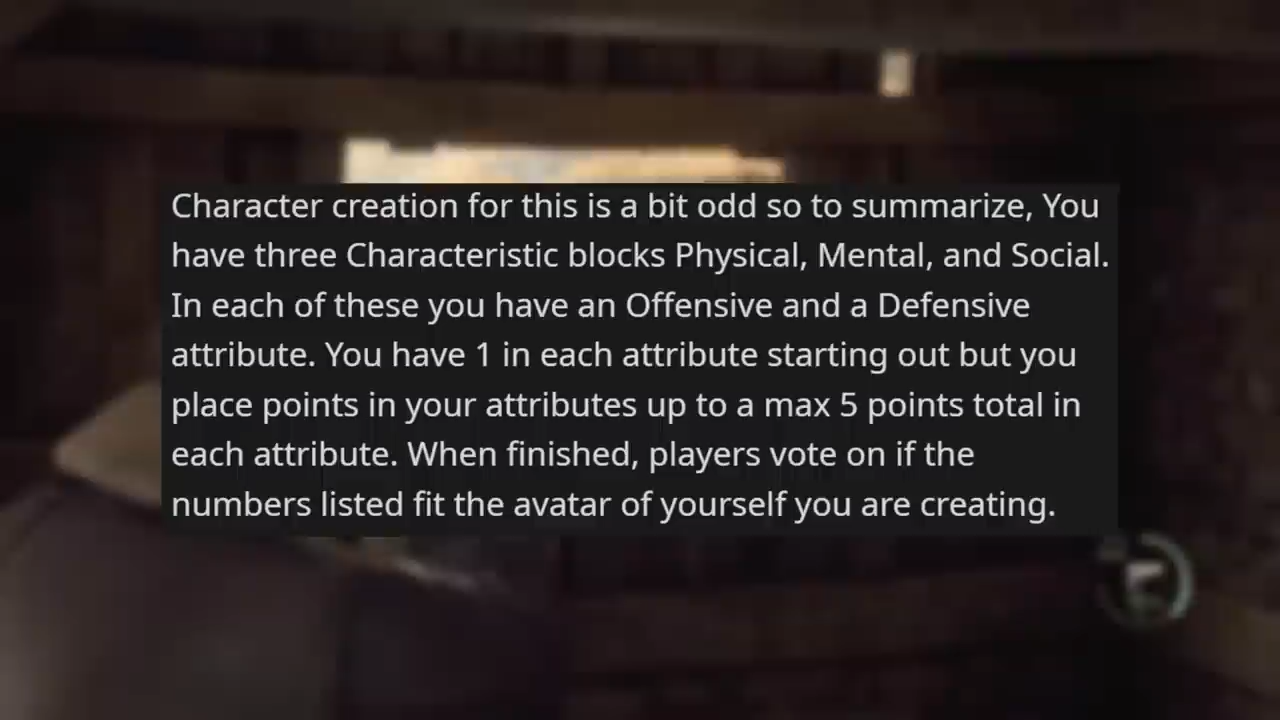 Character creation for this is a bit odd so to summarize, You
have three Characteristic blocks Physical, Mental, and Social.
In each of these you have an Offensive and a Defensive
attribute. You have 1 in each attribute starting out but you
place points in your attributes up to a max 5 points total in
each attribute. When finished, players vote on if the
numbers listed fit the avatar of yourself you are creating.